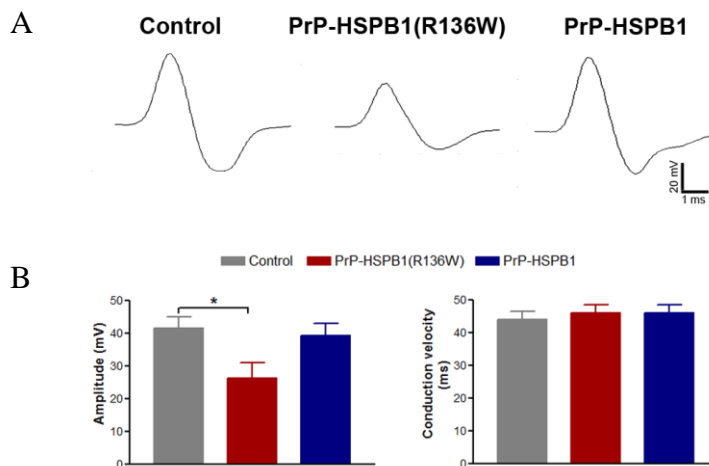 A
Control PrP-HSPB1(R136W) PrP-HSPB1
20 mV
1 ms
B
Control PrP-HSPB1(R136W) PrP-HSPB1
Amplitude (mV)
50
40
30
20
10
0
*
Conduction velocity
(ms)
50
40
30
20
10
0